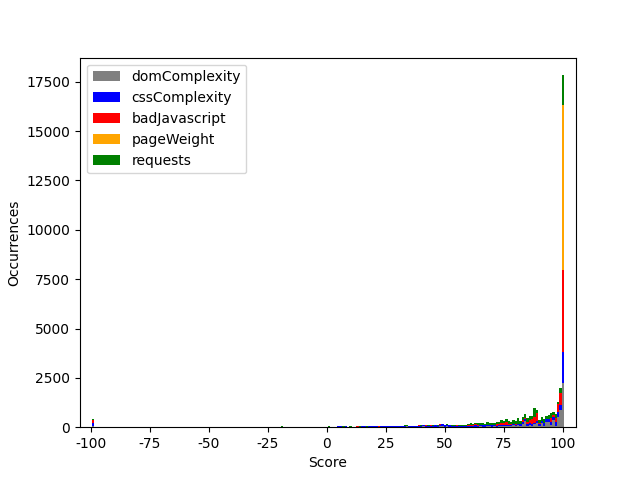 domComplexity
cssComplexity
badJavascript
pageWeight
requests
17500
15000
12500
10000
7500
5000
2500
0
Occurrences
-100 -75 -50 -25 0 25 50 75 100
Score